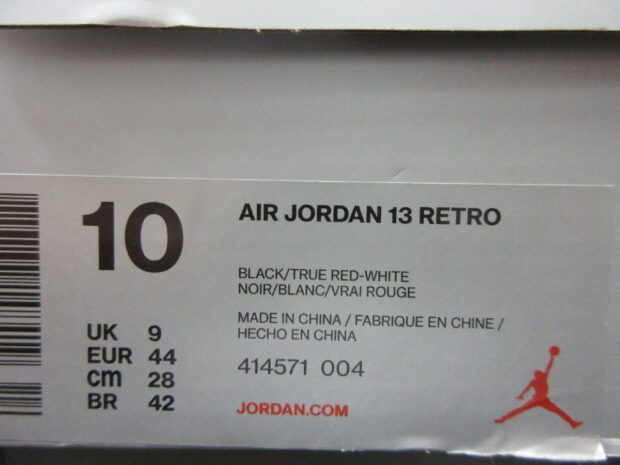 10
AIR JORDAN 13 RETRO
BLACK/TRUE RED-WHITE
NOIR/BLANC/VRAI ROUGE
MADE IN CHINA / FABRIQUE EN CHINE /
HECHO EN CHINA
UK 9
EUR 44
cm 28
BR 42
414571 004
JORDAN.COM